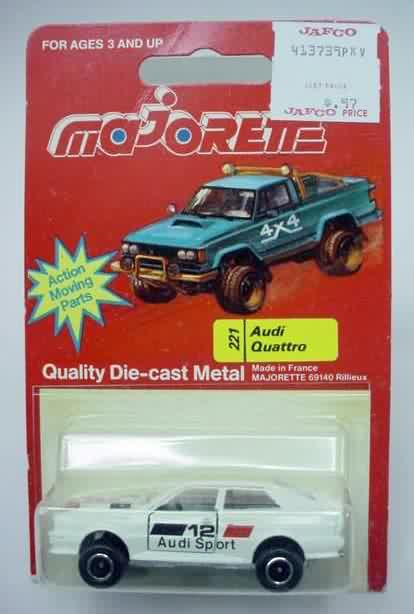 FOR AGES 3 AND UP
JAFCO
413739PXV
.97
JAFCO PRICE
MAJORETTE
4x4
Action
Moving
Parts
221
Audi
Quattro
Quality Die-cast Metal
Made in France
MAJORETTE 69140 Rillieux
12
Audi Sport